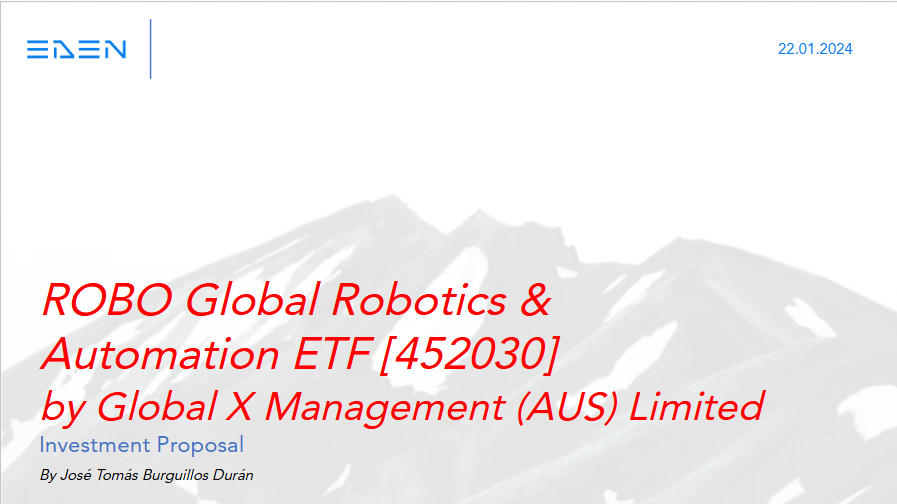 EDEN
22.01.2024
ROBO Global Robotics &
Automation ETF [452030]
by Global X Management (AUS) Limited
Investment Proposal
By José Tomás Burguillos Durán